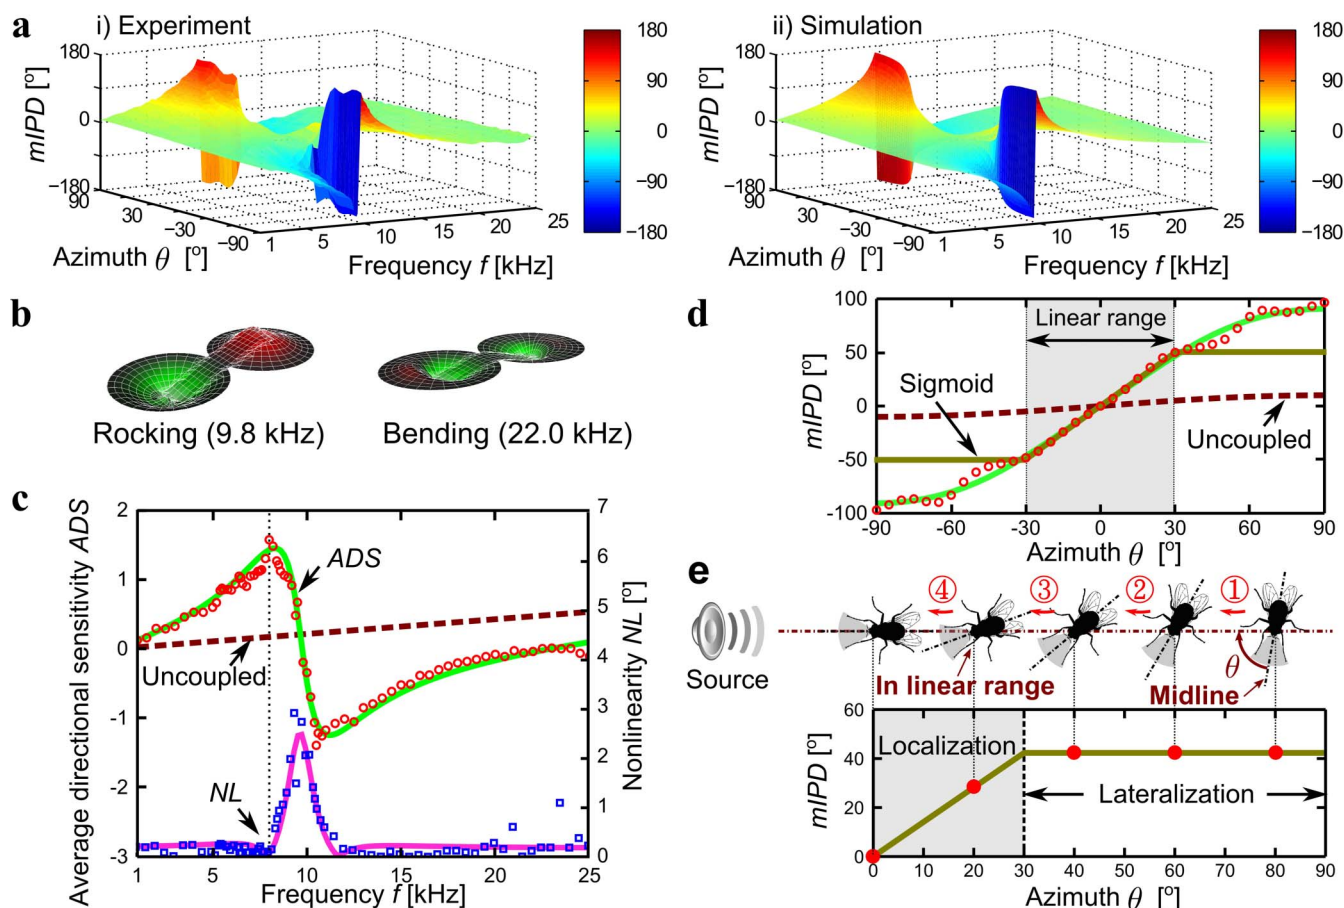 a
i) Experiment
mIPD [º]
180
0
−180
90
30
−30
−90
Azimuth θ [º]
1
5
10
15
20
25
Frequency f [kHz]
180
90
0
−90
−180
ii) Simulation
mIPD [º]
180
0
−180
90
30
−30
−90
Azimuth θ [º]
1
5
10
15
20
25
Frequency f [kHz]
180
90
0
−90
−180
b
Rocking (9.8 kHz)
Bending (22.0 kHz)
c
Average directional sensitivity ADS
2
1
0
-1
-2
-3
ADS
Uncoupled
NL
1
5
10
15
20
25
Frequency f [kHz]
7
6
5
4
3
2
1
0
Nonlinearity NL [º]
d
mIPD [º]
100
50
0
-50
-100
Linear range
Sigmoid
Uncoupled
-90
-60
-30
0
30
60
90
Azimuth θ [º]
e
④
③
②
①
Source
In linear range
θ
Midline
mIPD [º]
60
40
20
0
Localization
Lateralization
0
10
20
30
40
50
60
70
80
90
Azimuth θ [º]